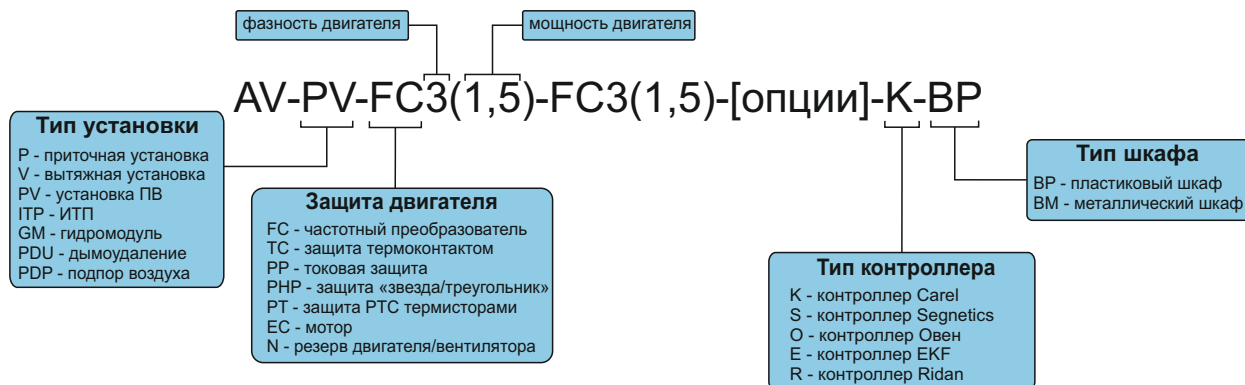 фазность двигателя
мощность двигателя
AV-PV-FC3(1,5)-FC3(1,5)-[опции]-K-BP
Тип установки
P - приточная установка
V - вытяжная установка
PV - установка ПВ
ITP - ИТП
GM - гидромодуль
PDU - дымоудаление
PDP - подпор воздуха
Защита двигателя
FC - частотный преобразователь
TC - защита термоконтактом
PP - токовая защита
PHP - защита «звезда/треугольник»
PT - защита РТС термисторами
EC - мотор
N - резерв двигателя/вентилятора
Тип контроллера
K - контроллер Carel
S - контроллер Segnetics
O - контроллер Овен
E - контроллер EKF
R - контроллер Ridan
Тип шкафа
BP - пластиковый шкаф
BM - металлический шкаф